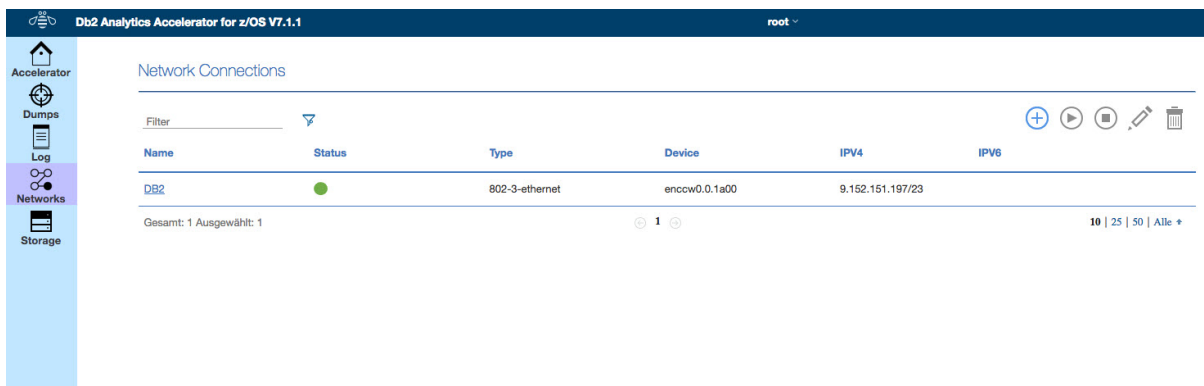 Db2 Analytics Accelerator for z/OS V7.1.1 root
Accelerator
Dumps
Log
Networks
Storage
Network Connections
Filter
Name Status Type Device IPV4 IPV6
DB2 802-3-ethernet enccw0.0.1a00 9.152.151.197/23
Gesamt: 1 Ausgewählt: 1 1 10 | 25 | 50 | Alle